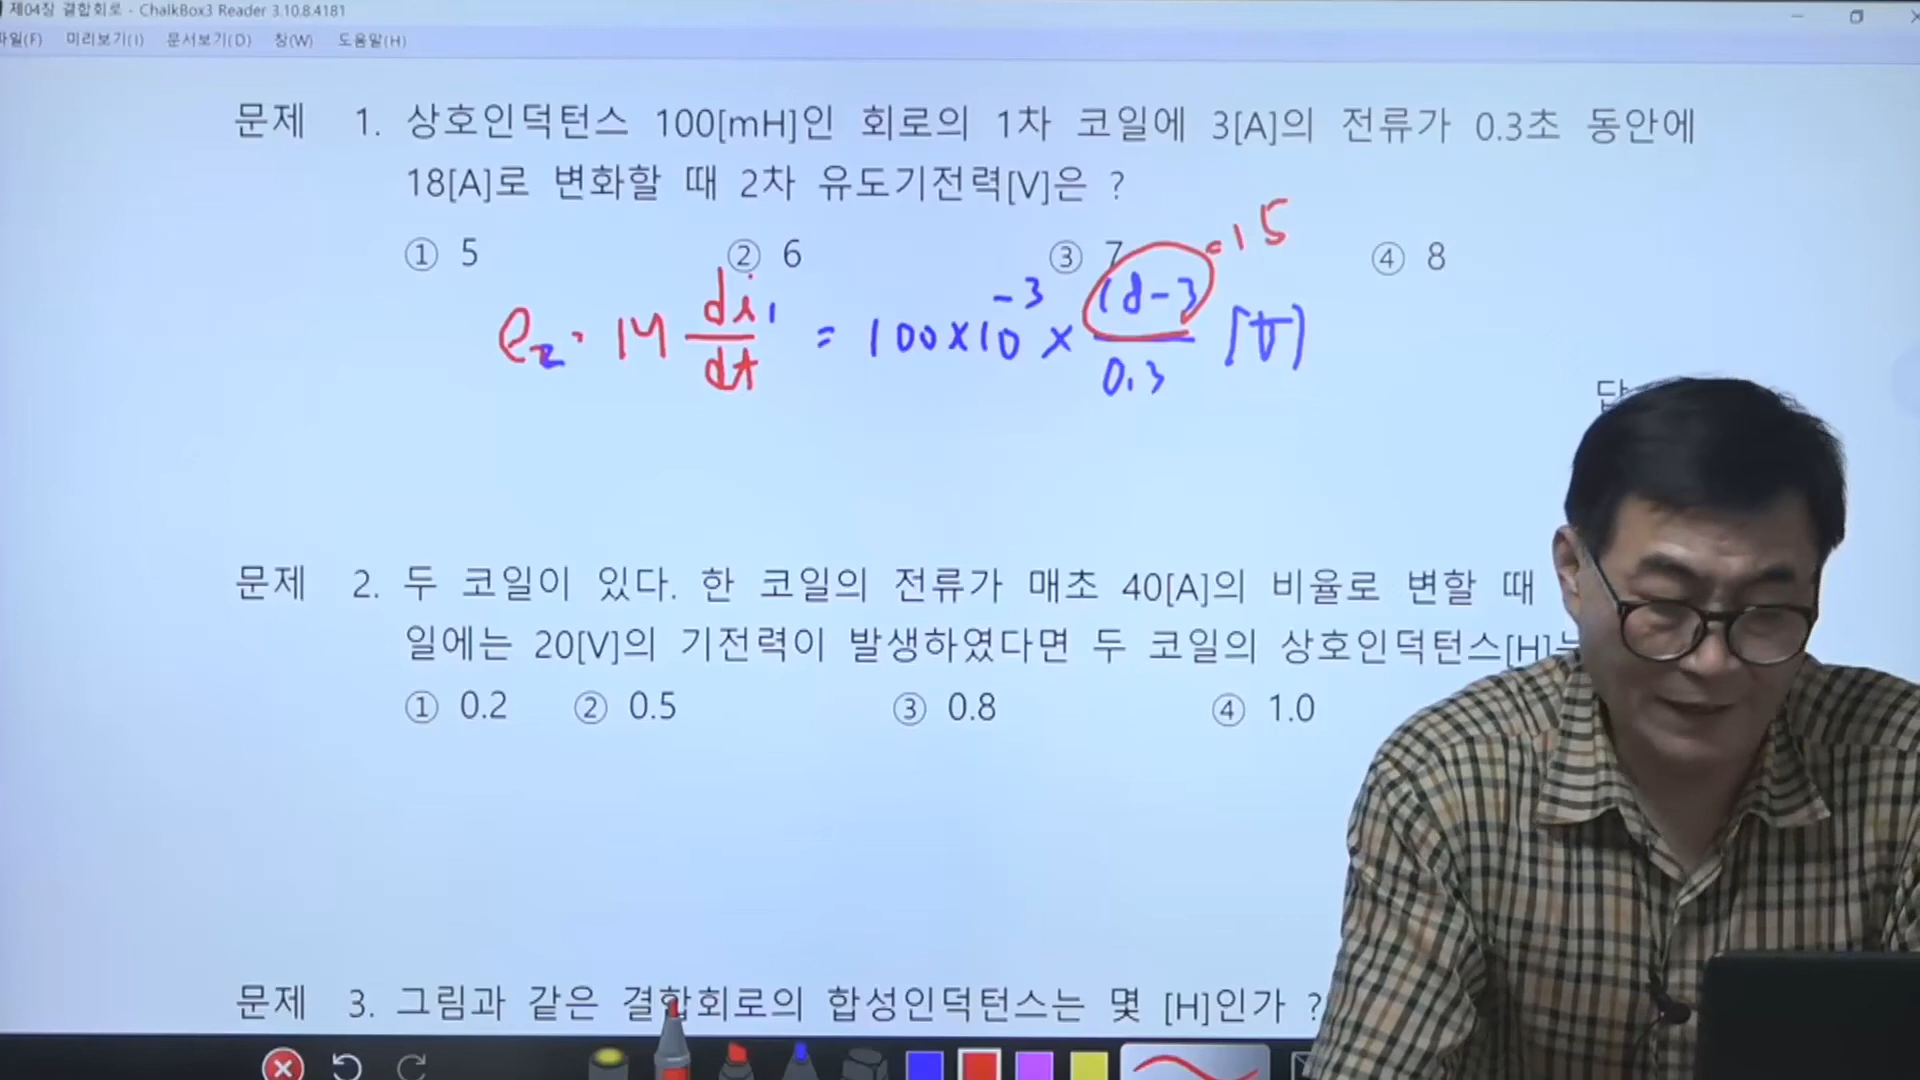 제04장 결합회로 - ChalkBox3 Reader 3.10.8.4181
파일(F) 미리보기(I) 문서보기(D) 창(W) 도움말(H)
문제 1. 상호인덕턴스 100[mH]인 회로의 1차 코일에 3[A]의 전류가 0.3초 동안에
18[A]로 변화할 때 2차 유도기전력[V]은 ?
① 5 ② 6 ③ 7 ④ 8
= 15
e₂ = M di₁/dt = 100×10⁻³ × (18-3)/0.3 [V]
답
문제 2. 두 코일이 있다. 한 코일의 전류가 매초 40[A]의 비율로 변할 때
일에는 20[V]의 기전력이 발생하였다면 두 코일의 상호인덕턴스[H]는
① 0.2 ② 0.5 ③ 0.8 ④ 1.0
문제 3. 그림과 같은 결합회로의 합성인덕턴스는 몇 [H]인가 ?